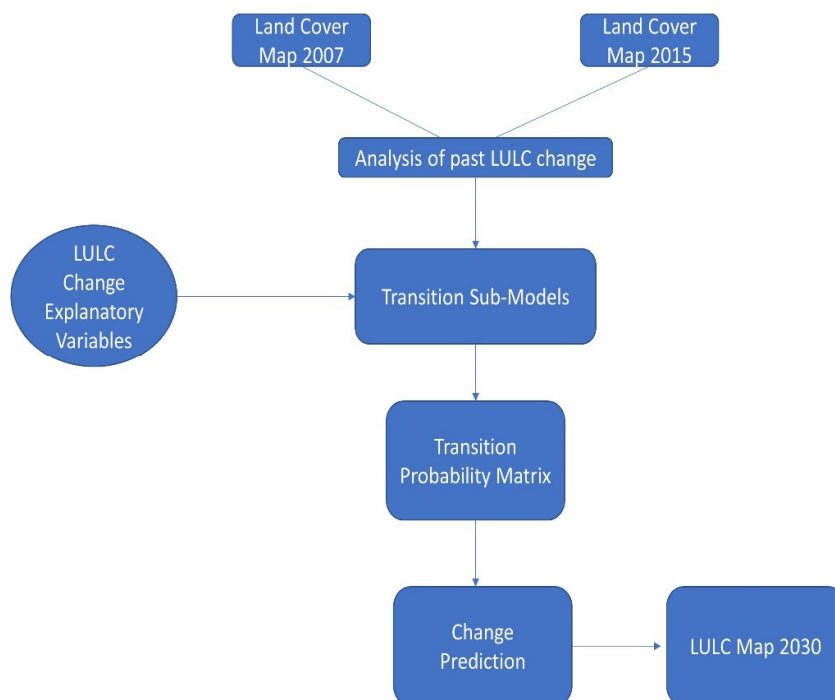 Land Cover
Map 2007
Land Cover
Map 2015
Analysis of past LULC change
LULC
Change
Explanatory
Variables
Transition Sub-Models
Transition
Probability Matrix
Change
Prediction
LULC Map 2030